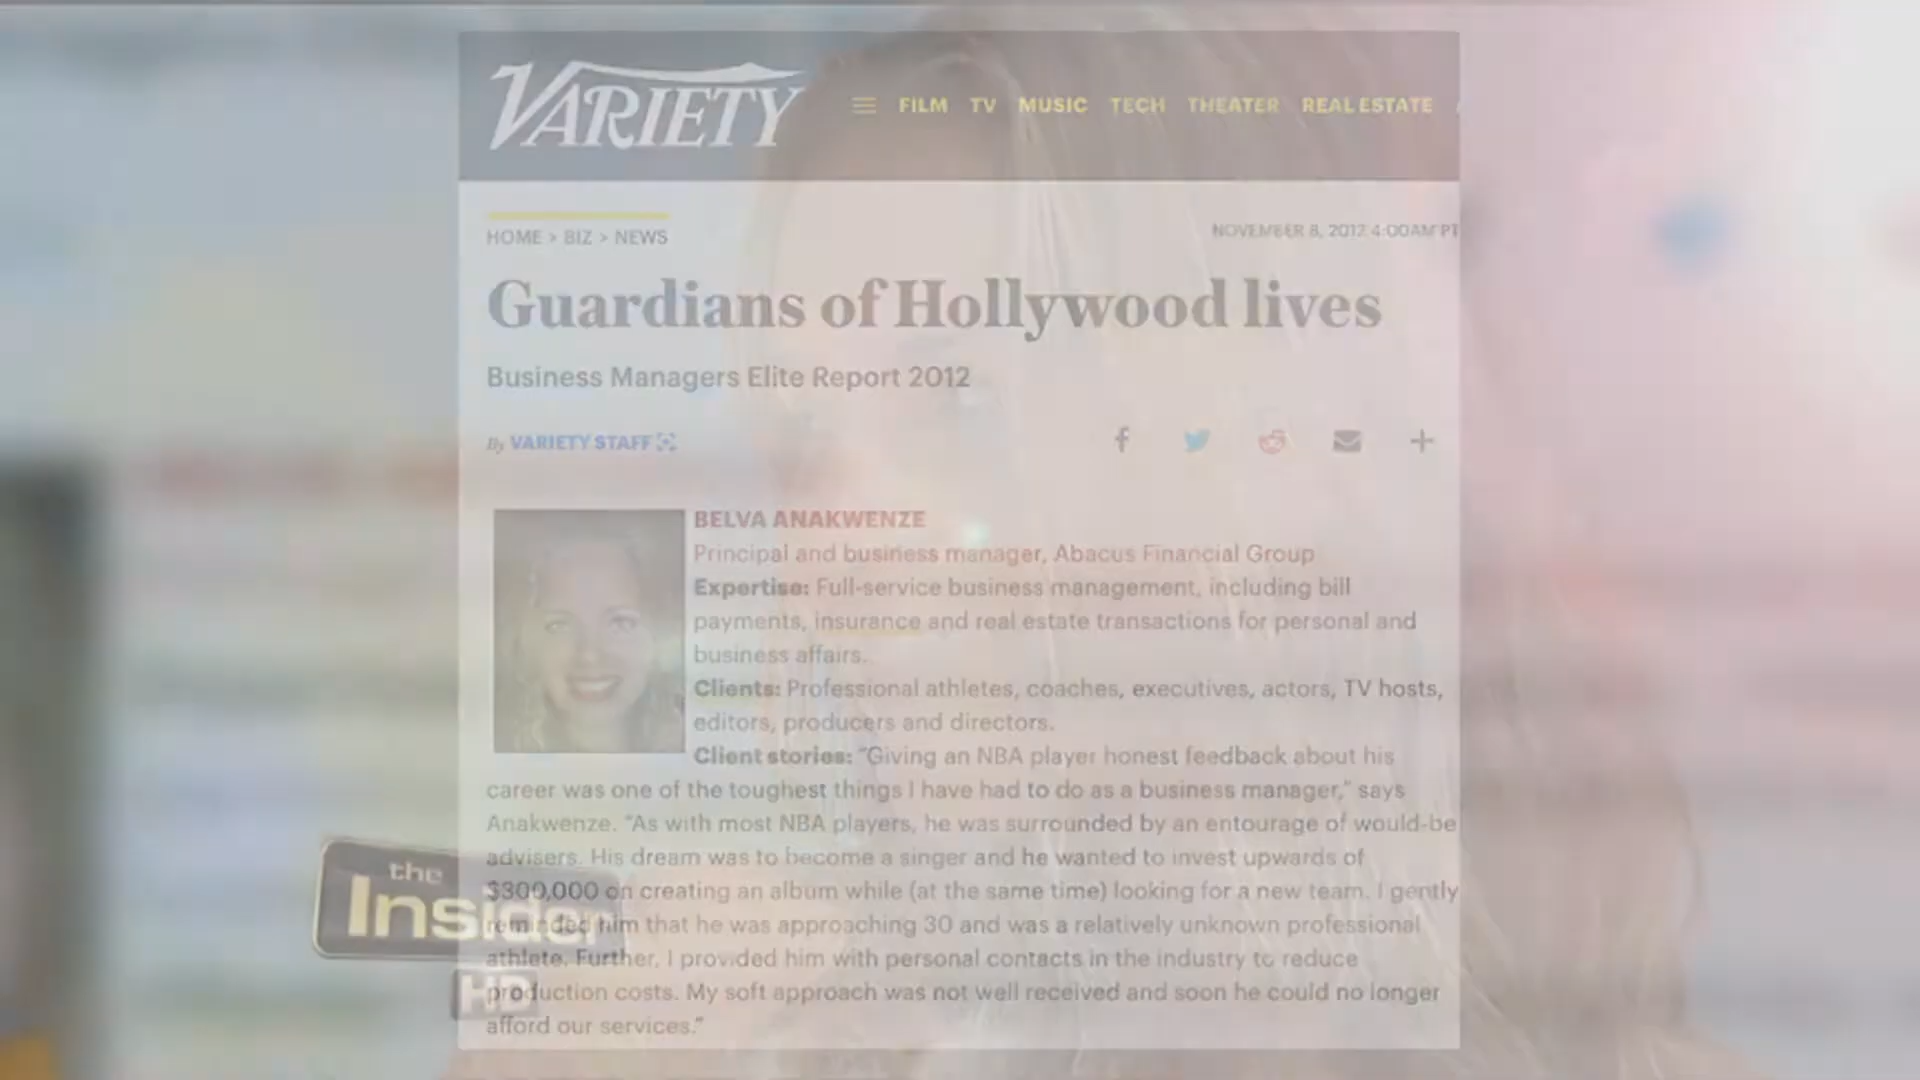 VARIETY
FILM TV MUSIC TECH THEATER REAL ESTATE
HOME > BIZ > NEWS
NOVEMBER 8, 2012 4:00AM PT
Guardians of Hollywood lives
Business Managers Elite Report 2012
By VARIETY STAFF
BELVA ANAKWENZE
Principal and business manager, Abacus Financial Group
Expertise: Full-service business management, including bill
payments, insurance and real estate transactions for personal and
business affairs.
Clients: Professional athletes, coaches, executives, actors, TV hosts,
editors, producers and directors.
Client stories: “Giving an NBA player honest feedback about his
career was one of the toughest things I have had to do as a business manager,” says
Anakwenze. “As with most NBA players, he was surrounded by an entourage of would-be
advisers. His dream was to become a singer and he wanted to invest upwards of
$300,000 on creating an album while (at the same time) looking for a new team. I gently
reminded him that he was approaching 30 and was a relatively unknown professional
athlete. Further, I provided him with personal contacts in the industry to reduce
production costs. My soft approach was not well received and soon he could no longer
afford our services.”
the
Insider
HD